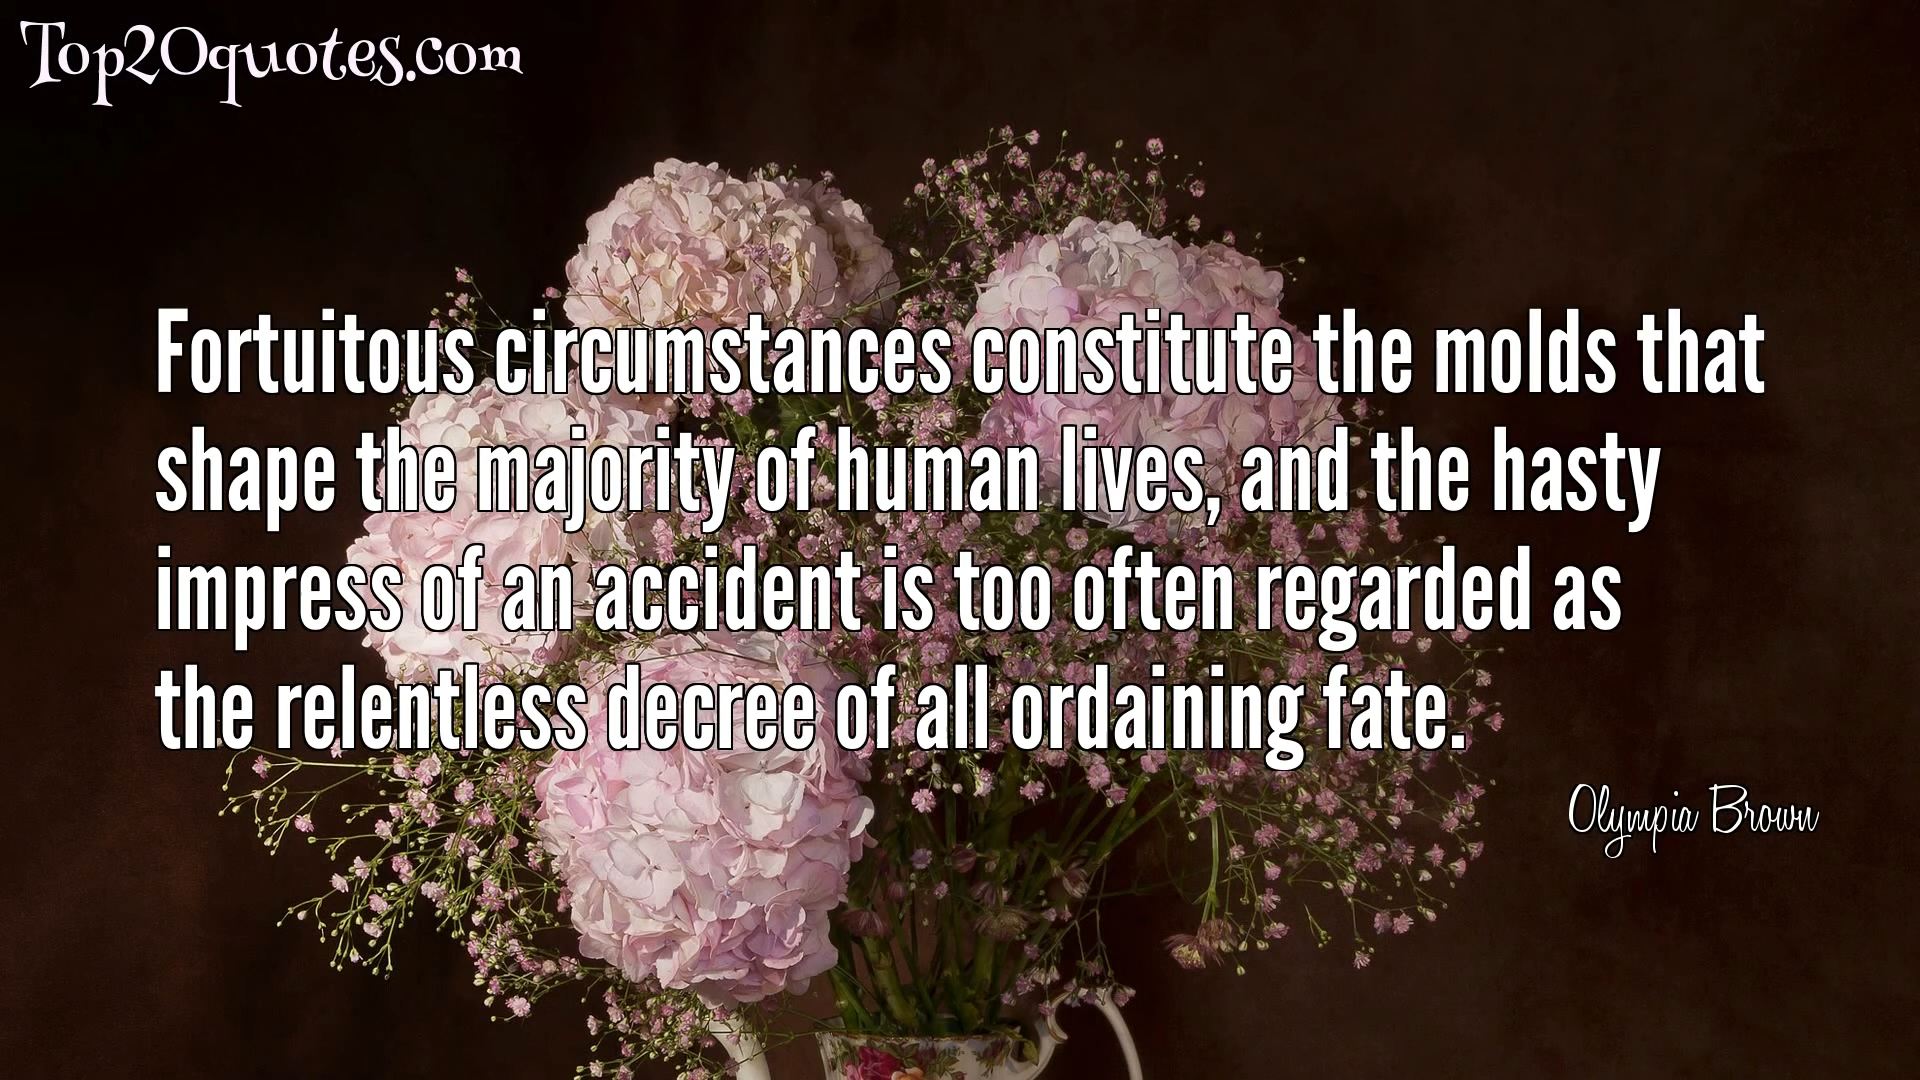 Top20quotes.com
Fortuitous circumstances constitute the molds that
shape the majority of human lives, and the hasty
impress of an accident is too often regarded as
the relentless decree of all ordaining fate.
Olympia Brown